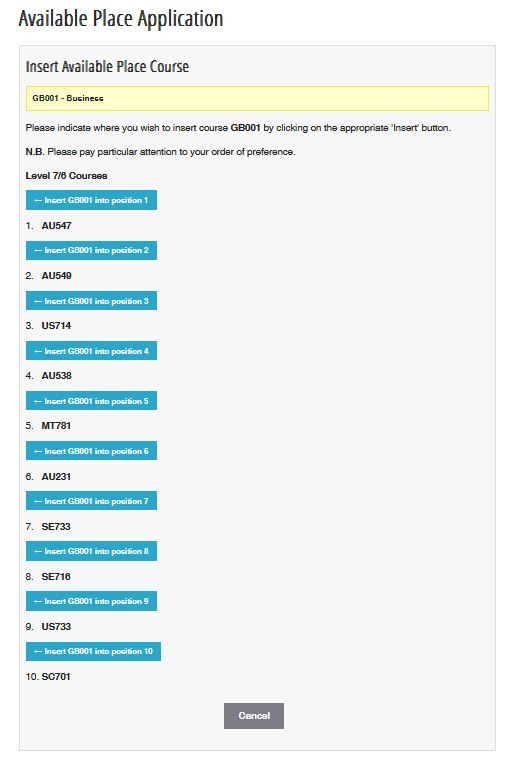 Available Place Application
Insert Available Place Course
GB001 - Business
Please indicate where you wish to insert course GB001 by clicking on the appropriate 'Insert' button.
N.B. Please pay particular attention to your order of preference.
Level 7/6 Courses
← Insert GB001 into position 1
1. AU547
← Insert GB001 into position 2
2. AU549
← Insert GB001 into position 3
3. US714
← Insert GB001 into position 4
4. AU538
← Insert GB001 into position 5
5. MT781
← Insert GB001 into position 6
6. AU231
← Insert GB001 into position 7
7. SE733
← Insert GB001 into position 8
8. SE716
← Insert GB001 into position 9
9. US733
← Insert GB001 into position 10
10. SG701
Cancel